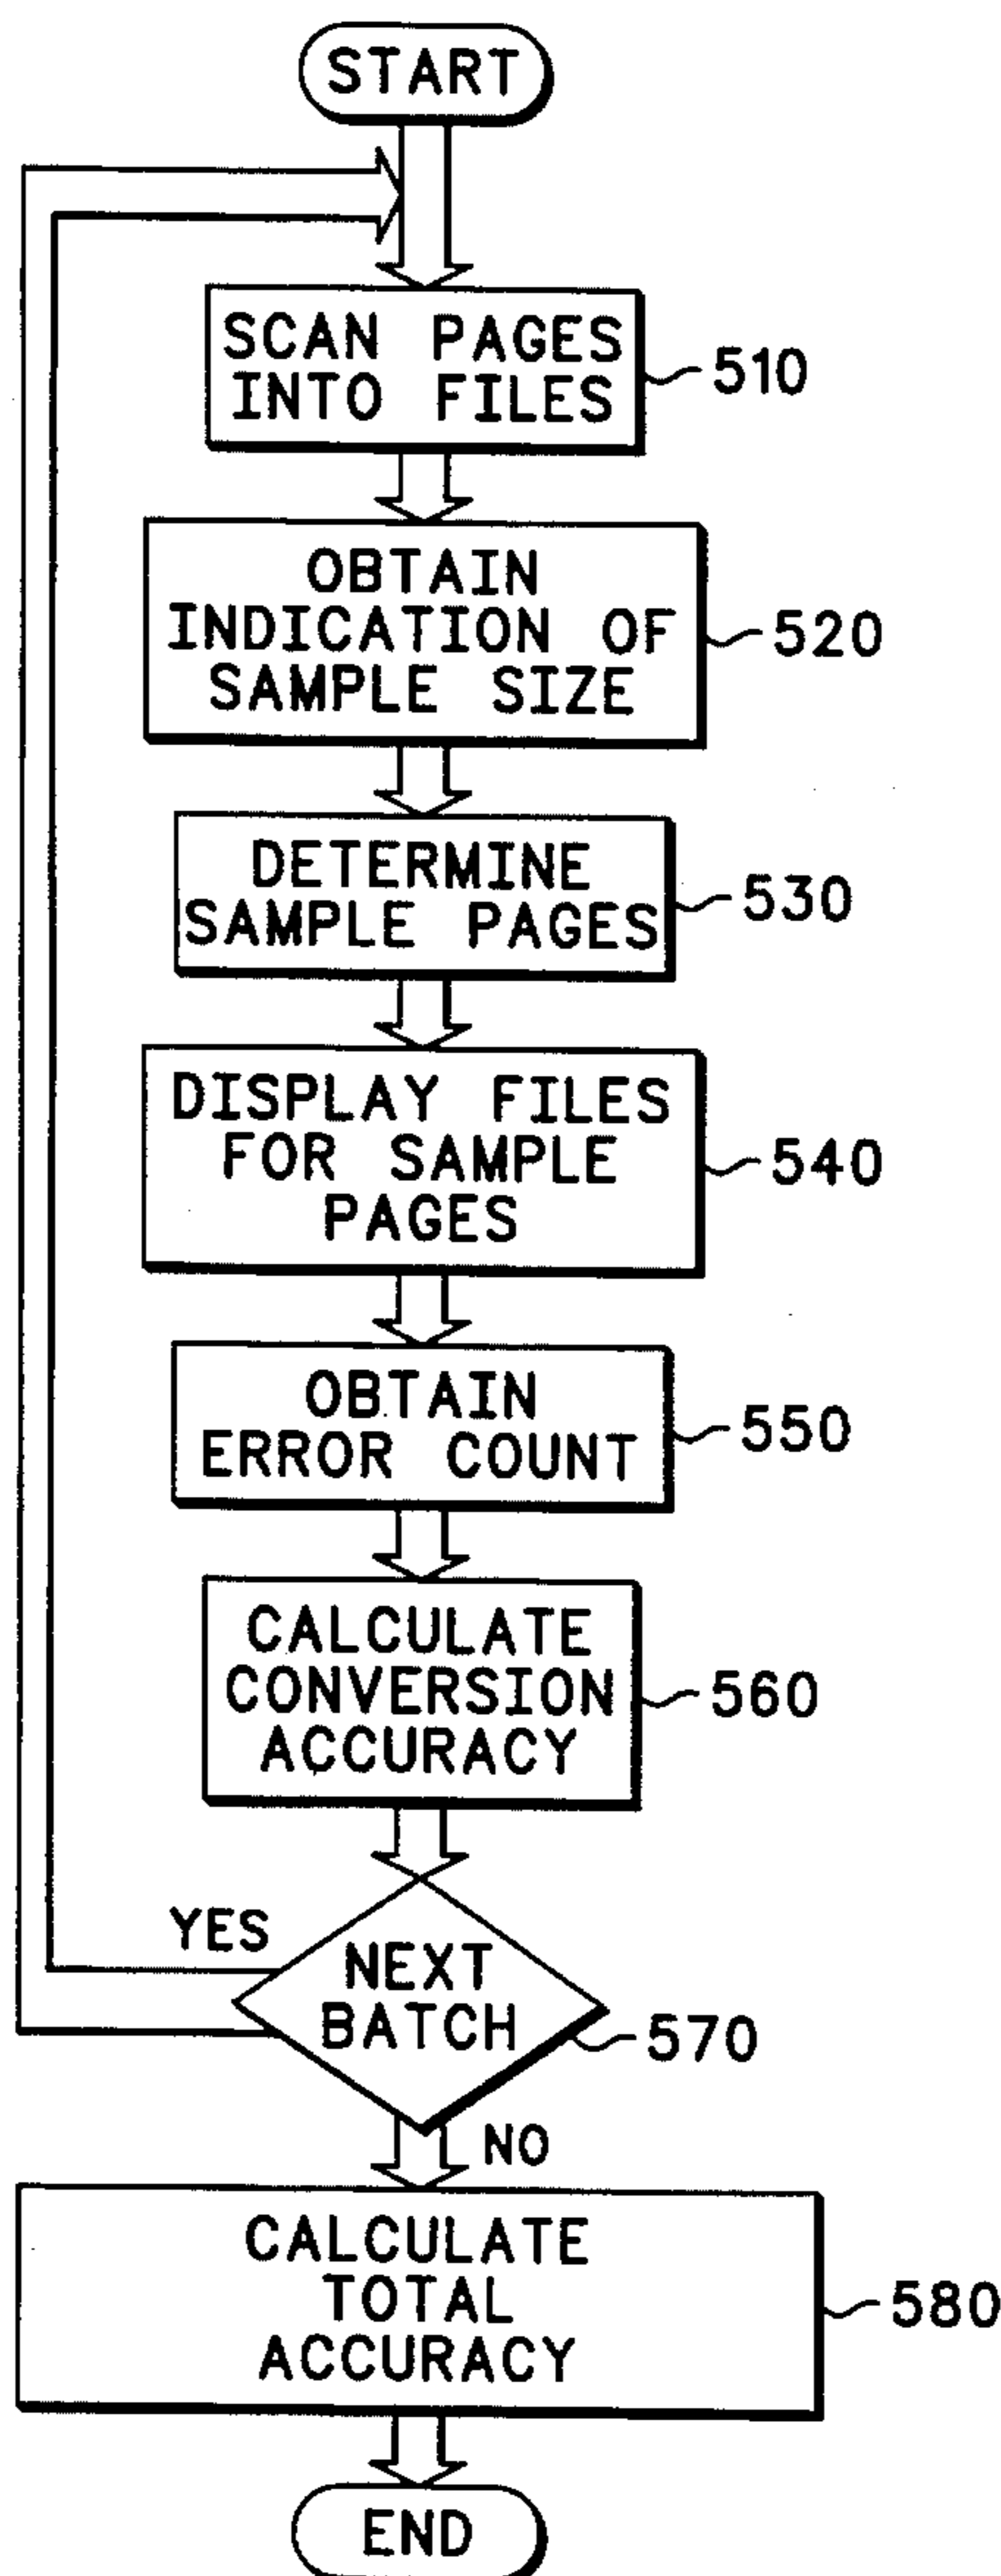 START
SCAN PAGES
INTO FILES
510
OBTAIN
INDICATION OF
SAMPLE SIZE
520
DETERMINE
SAMPLE PAGES
530
DISPLAY FILES
FOR SAMPLE
PAGES
540
OBTAIN
ERROR COUNT
550
CALCULATE
CONVERSION
ACCURACY
560
YES
NEXT
BATCH
570
NO
CALCULATE
TOTAL
ACCURACY
580
END